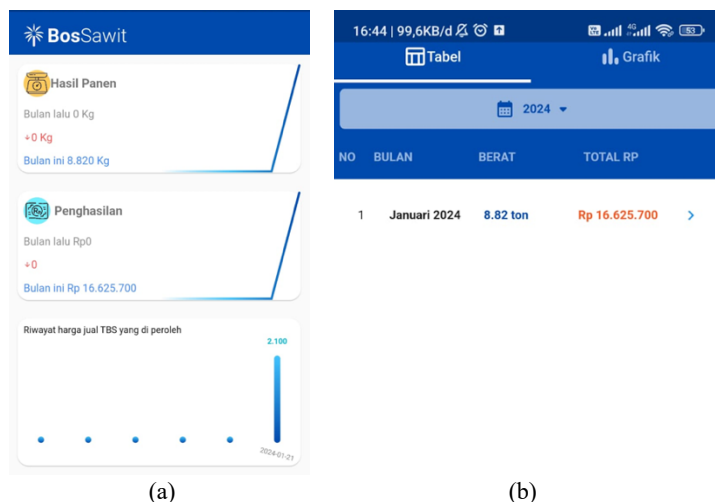 BosSawit
Hasil Panen
Bulan lalu 0 Kg
+0 Kg
Bulan ini 8.820 Kg
Penghasilan
Bulan lalu Rp0
+0
Bulan ini Rp 16.625.700
Riwayat harga jual TBS yang di peroleh
2.100
2024-01-21
(a)
16:44 | 99,6KB/d 4G 53
Tabel Grafik
2024
NO BULAN BERAT TOTAL RP
1 Januari 2024 8.82 ton Rp 16.625.700 >
(b)